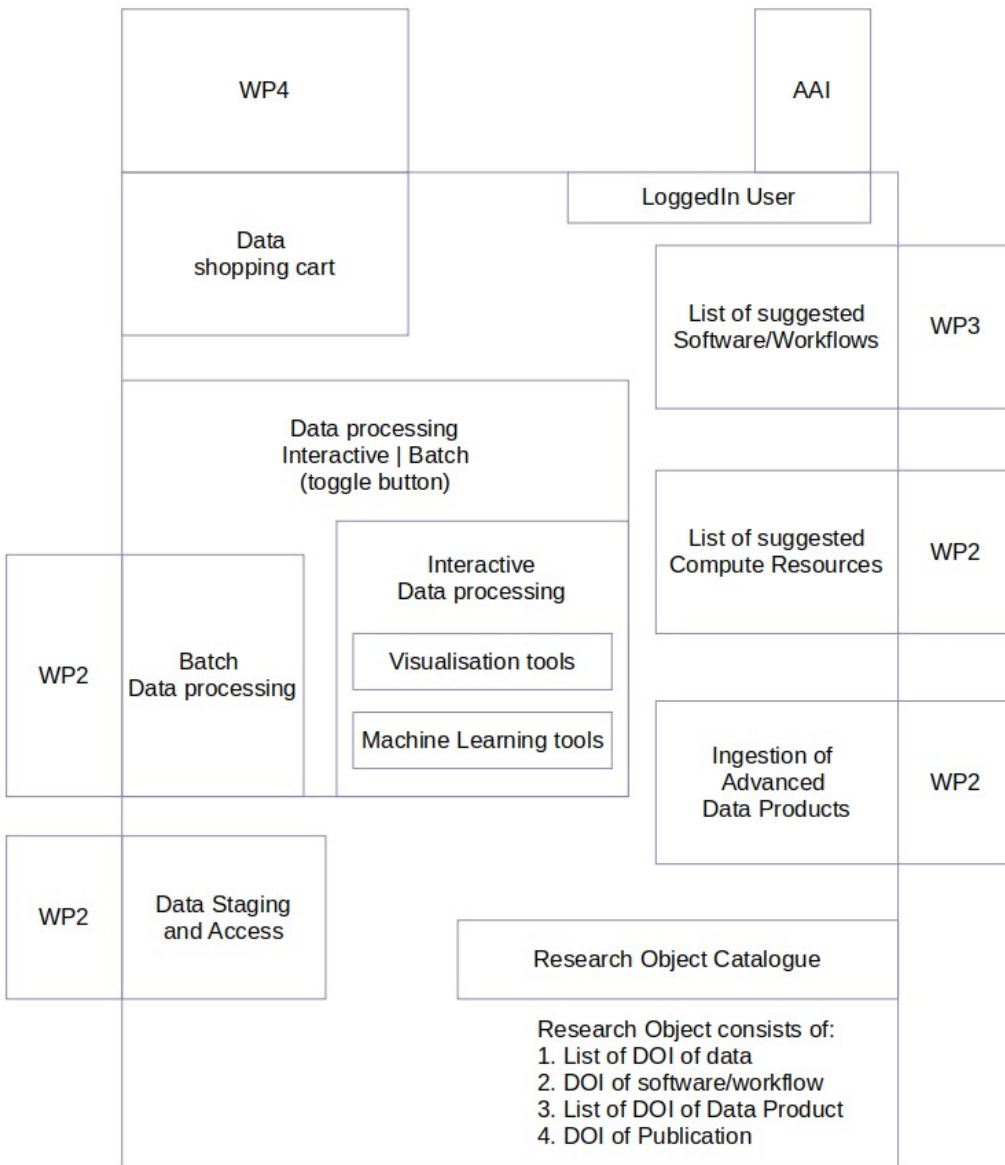 WP4
AAI
LoggedIn User
Data
shopping cart
List of suggested
Software/Workflows
WP3
Data processing
Interactive | Batch
(toggle button)
List of suggested
Compute Resources
WP2
Interactive
Data processing
WP2
Batch
Data processing
Visualisation tools
Machine Learning tools
Ingestion of
Advanced
Data Products
WP2
WP2
Data Staging
and Access
Research Object Catalogue
Research Object consists of:
1. List of DOI of data
2. DOI of software/workflow
3. List of DOI of Data Product
4. DOI of Publication